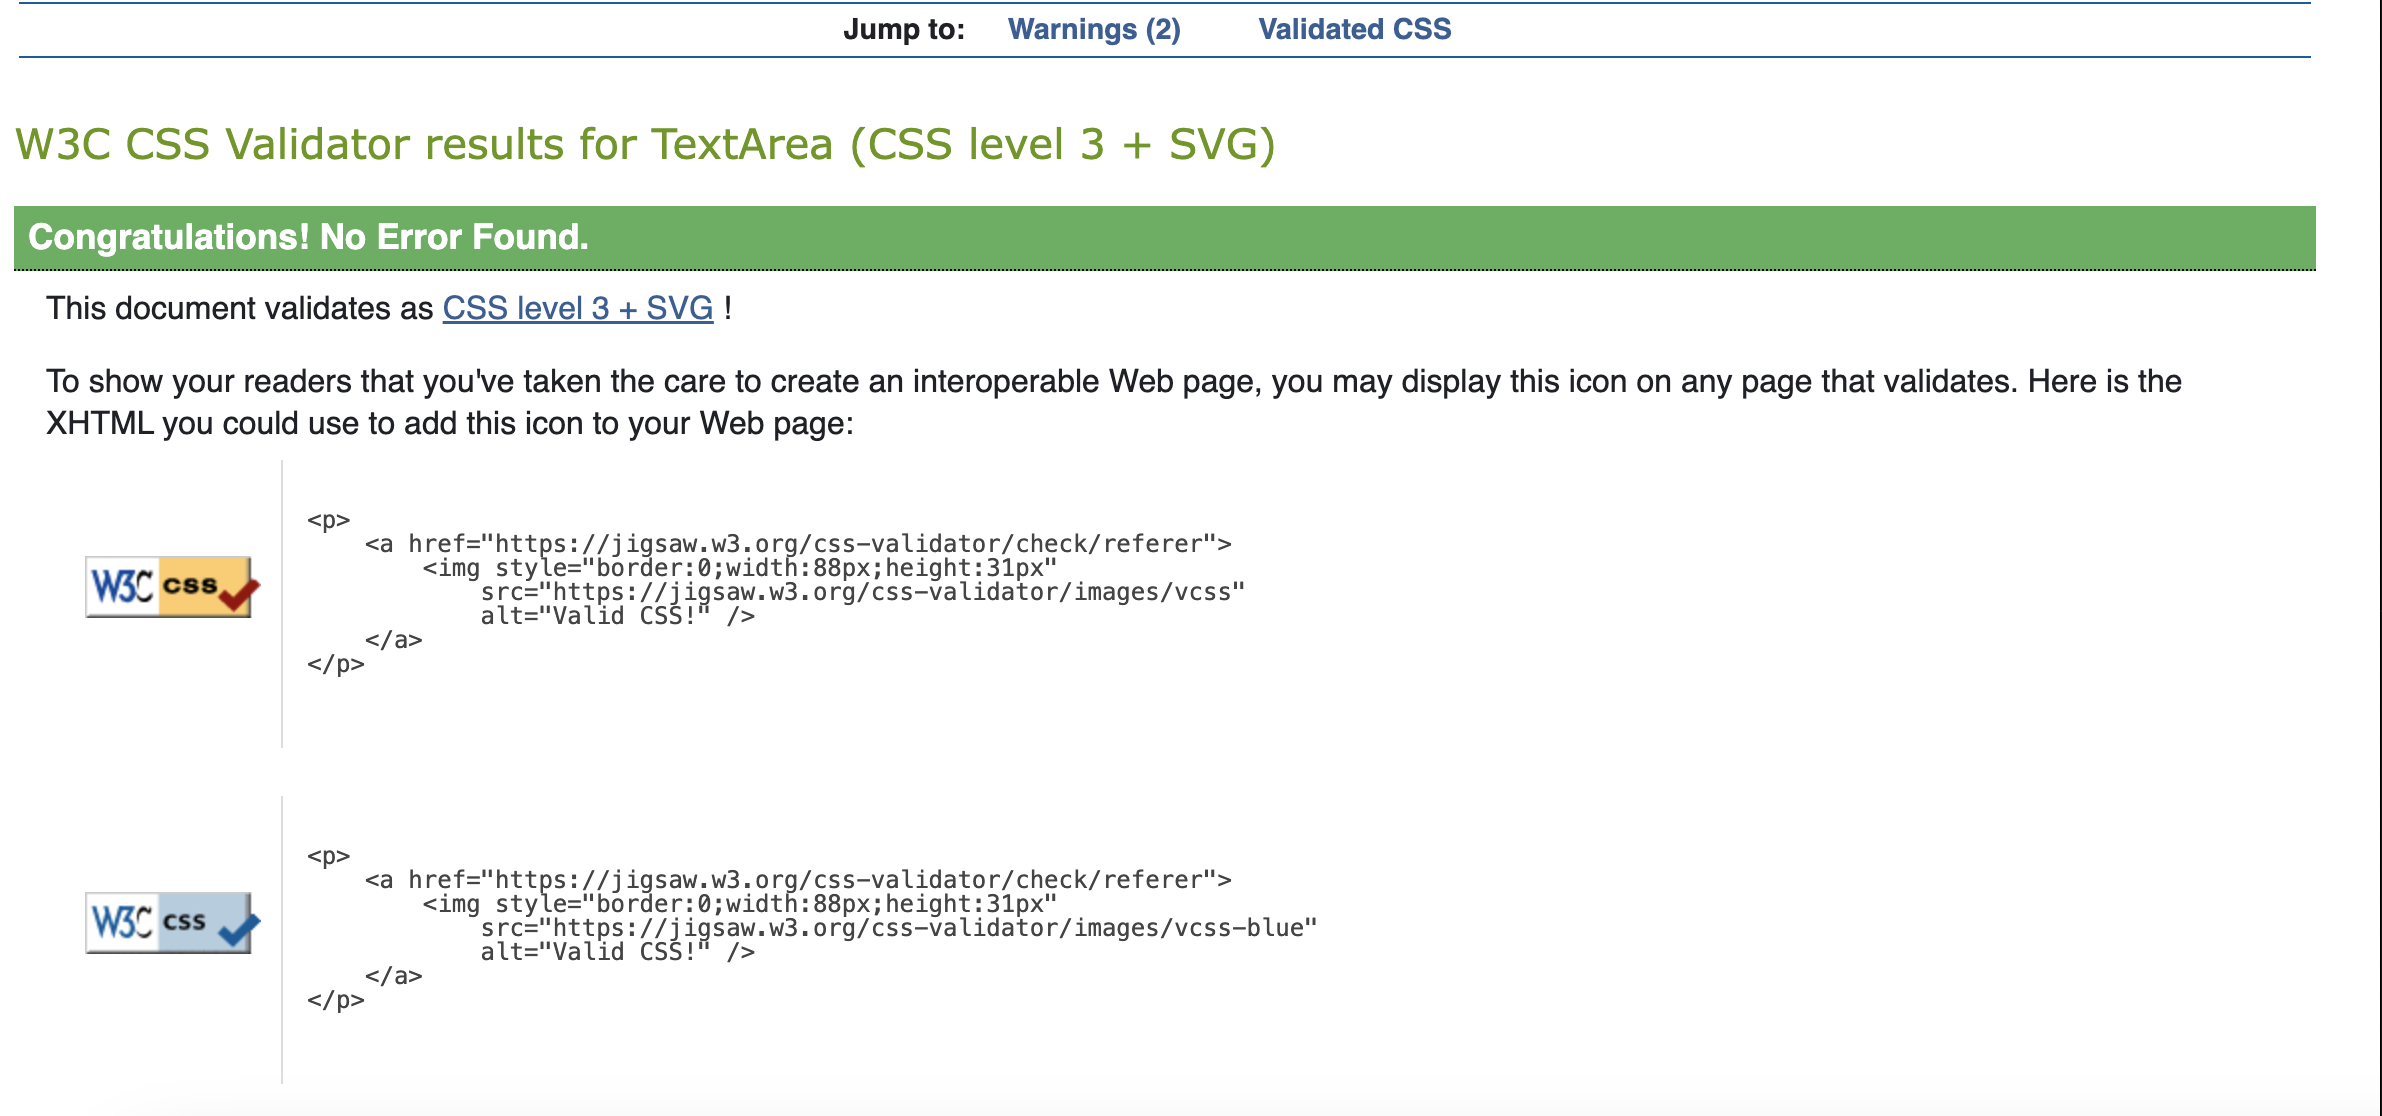 Jump to: Warnings (2) Validated CSS
W3C CSS Validator results for TextArea (CSS level 3 + SVG)
Congratulations! No Error Found.
This document validates as CSS level 3 + SVG !
To show your readers that you've taken the care to create an interoperable Web page, you may display this icon on any page that validates. Here is the
XHTML you could use to add this icon to your Web page:
W3C css
<p>
    <a href="https://jigsaw.w3.org/css-validator/check/referer">
        <img style="border:0;width:88px;height:31px"
            src="https://jigsaw.w3.org/css-validator/images/vcss"
            alt="Valid CSS!" />
    </a>
</p>
W3C css
<p>
    <a href="https://jigsaw.w3.org/css-validator/check/referer">
        <img style="border:0;width:88px;height:31px"
            src="https://jigsaw.w3.org/css-validator/images/vcss-blue"
            alt="Valid CSS!" />
    </a>
</p>